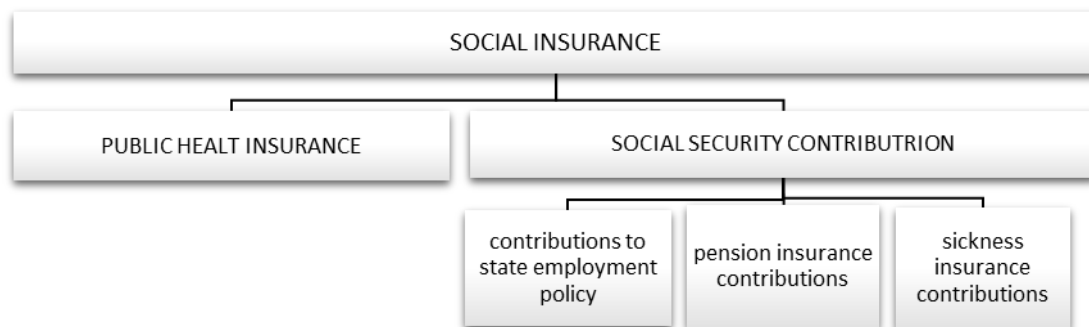 SOCIAL INSURANCE
PUBLIC HEALT INSURANCE
SOCIAL SECURITY CONTRIBUTRION
contributions to
state employment
policy
pension insurance
contributions
sickness
insurance
contributions